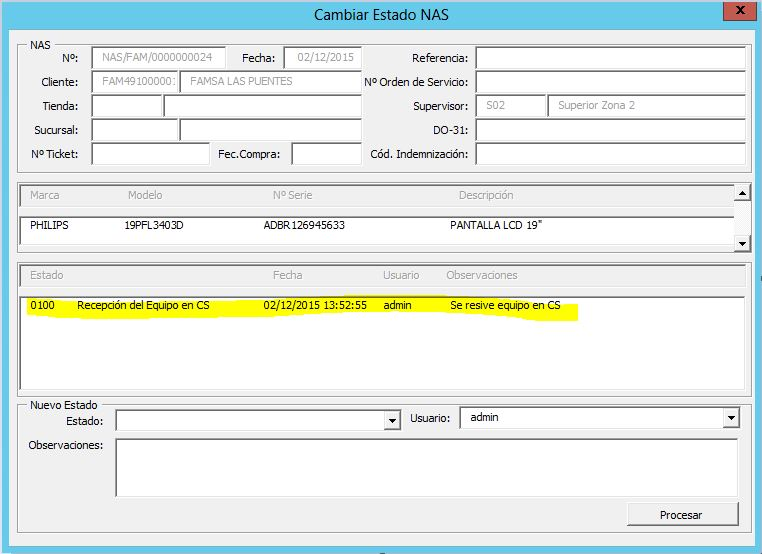 Cambiar Estado NAS
X
NAS
Nº: NAS/FAM/0000000024 Fecha: 02/12/2015 Referencia:
Cliente: FAM49100001 FAMSA LAS PUENTES Nº Orden de Servicio:
Tienda: Supervisor: S02 Superior Zona 2
Sucursal: DO-31:
Nº Ticket: Fec.Compra: Cód. Indemnización:
Marca Modelo Nº Serie Descripción
PHILIPS 19PFL3403D ADBR126945633 PANTALLA LCD 19"
Estado Fecha Usuario Observaciones
0100 Recepción del Equipo en CS 02/12/2015 13:52:55 admin Se resive equipo en CS
Nuevo Estado
Estado: Usuario: admin
Observaciones:
Procesar